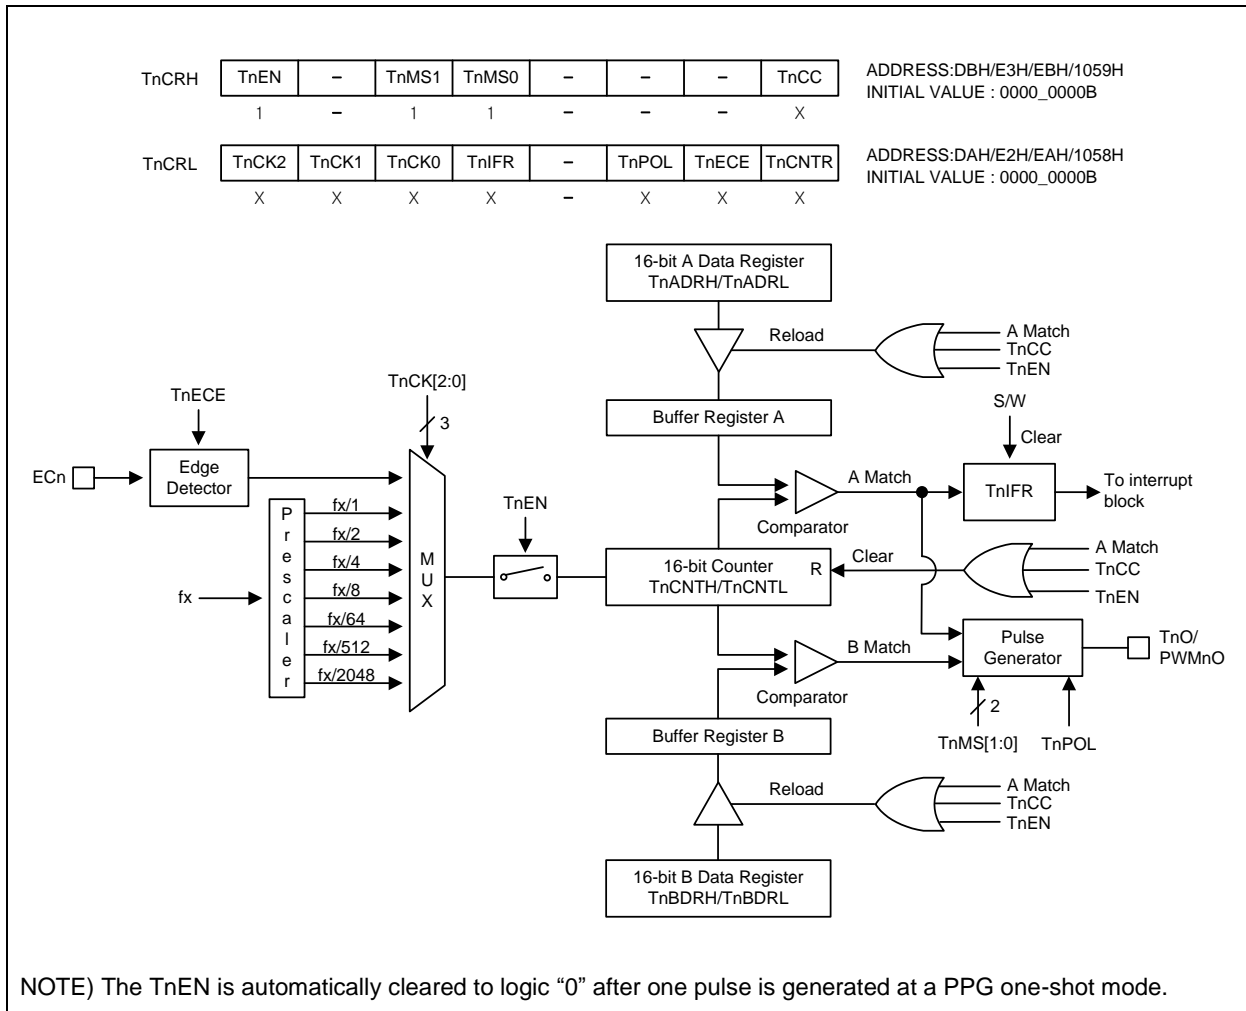 TnCRH TnEN – TnMS1 TnMS0 – – – TnCC ADDRESS:DBH/E3H/EBH/1059H
INITIAL VALUE : 0000_0000B
1 – 1 1 – – – X
TnCRL TnCK2 TnCK1 TnCK0 TnIFR – TnPOL TnECE TnCNTR ADDRESS:DAH/E2H/EAH/1058H
INITIAL VALUE : 0000_0000B
X X X X – X X X
16-bit A Data Register
TnADRH/TnADRL
Reload
A Match
TnCC
TnEN
Buffer Register A
TnECE
TnCK[2:0]
3
S/W
Clear
ECn
Edge
Detector
Comparator
A Match
TnIFR
To interrupt
block
fx
Prescaler
fx/1
fx/2
fx/4
fx/8
fx/64
fx/512
fx/2048
MUX
TnEN
16-bit Counter
TnCNTH/TnCNTL
R
Clear
A Match
TnCC
TnEN
B Match
Comparator
Pulse
Generator
TnO/
PWMnO
2
TnMS[1:0]
TnPOL
Buffer Register B
Reload
A Match
TnCC
TnEN
16-bit B Data Register
TnBDRH/TnBDRL
NOTE) The TnEN is automatically cleared to logic “0” after one pulse is generated at a PPG one-shot mode.